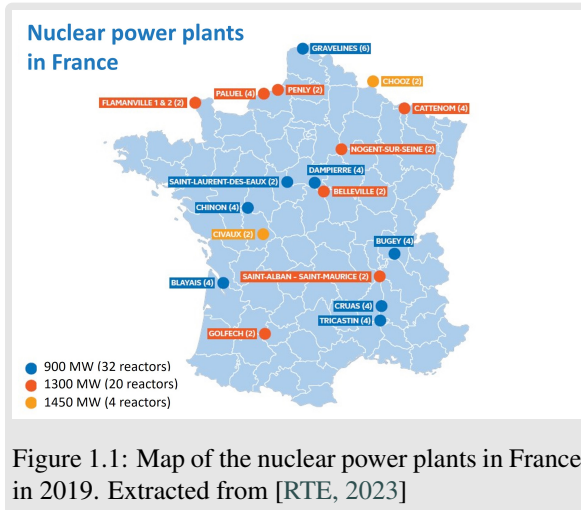 Nuclear power plants
in France
GRAVELINES (6)
CHOOZ (2)
PENLY (2)
PALUEL (4)
FLAMANVILLE 1 & 2 (2)
CATTENOM (4)
NOGENT-SUR-SEINE (2)
DAMPIERRE (4)
SAINT-LAURENT-DES-EAUX (2)
BELLEVILLE (2)
CHINON (4)
CIVAUX (2)
BUGEY (4)
SAINT-ALBAN - SAINT-MAURICE (2)
BLAYAIS (4)
CRUAS (4)
TRICASTIN (4)
GOLFECH (2)
900 MW (32 reactors)
1300 MW (20 reactors)
1450 MW (4 reactors)
Figure 1.1: Map of the nuclear power plants in France
in 2019. Extracted from [RTE, 2023]